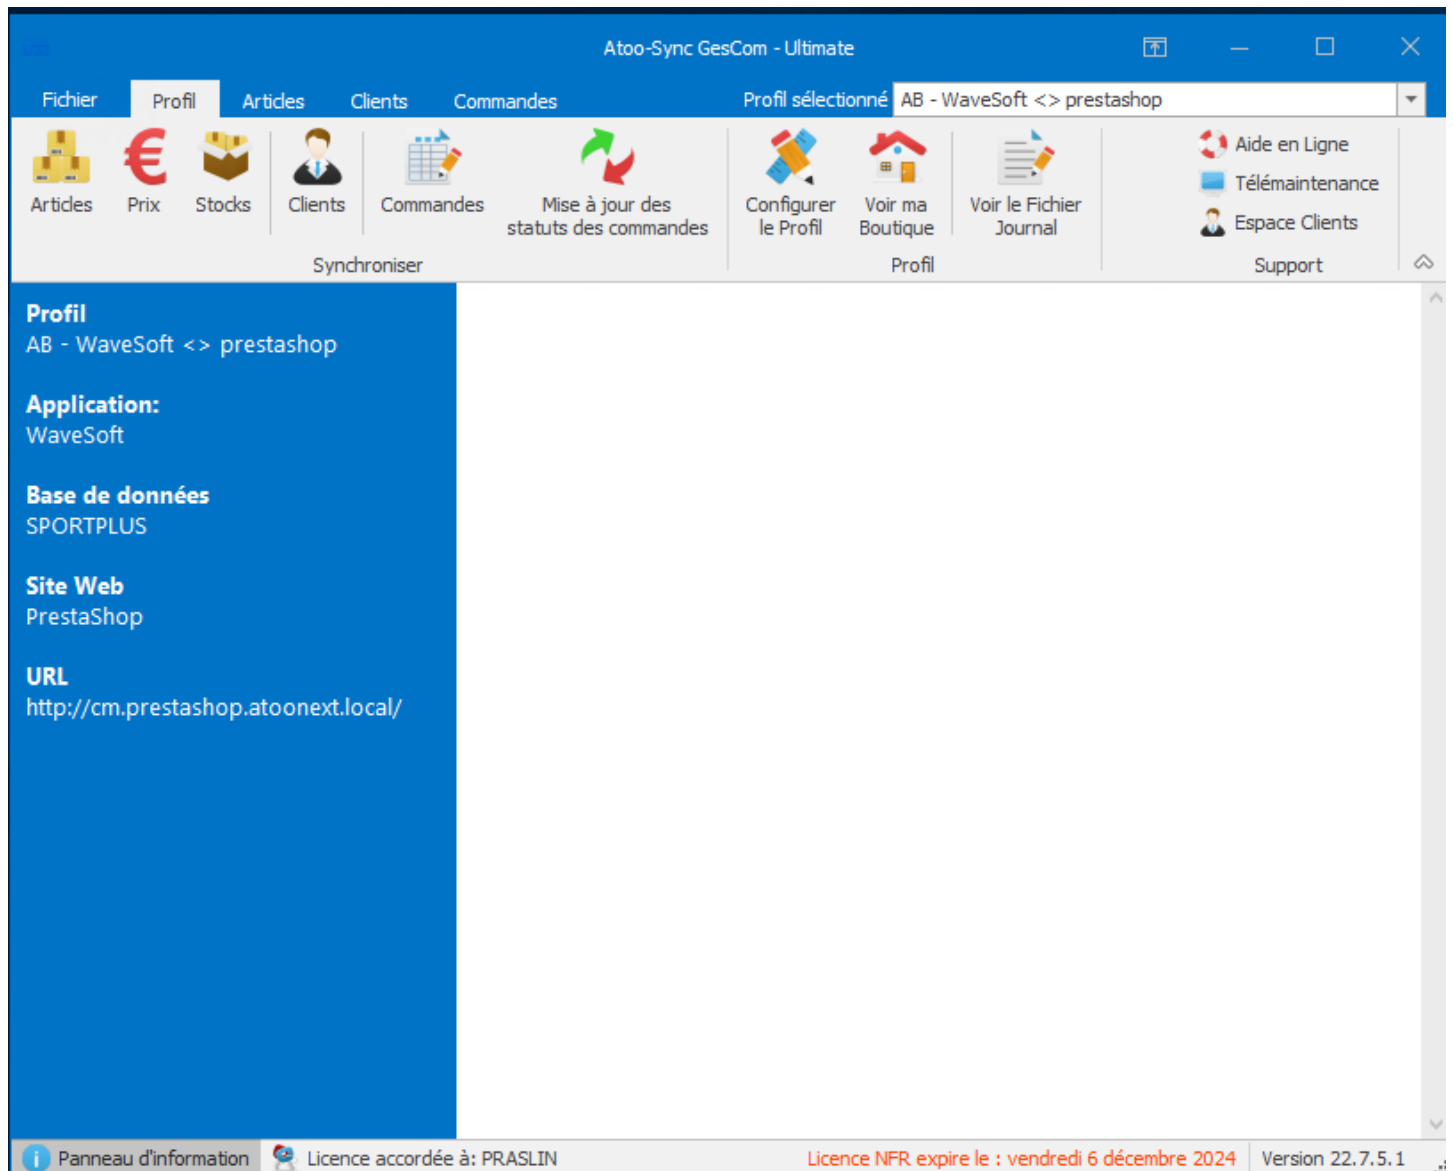 Atoo-Sync GesCom - Ultimate
Fichier Profil Articles Clients Commandes Profil sélectionné AB - WaveSoft <> prestashop
Articles Prix Stocks Clients Commandes Mise à jour des statuts des commandes Configurer le Profil Voir ma Boutique Voir le Fichier Journal
Aide en Ligne
Télémaintenance
Espace Clients
Synchroniser Profil Support
Profil
AB - WaveSoft <> prestashop
Application:
WaveSoft
Base de données
SPORTPLUS
Site Web
PrestaShop
URL
http://cm.prestashop.atoonext.local/
Panneau d'information Licence accordée à: PRASLIN Licence NFR expire le : vendredi 6 décembre 2024 Version 22.7.5.1